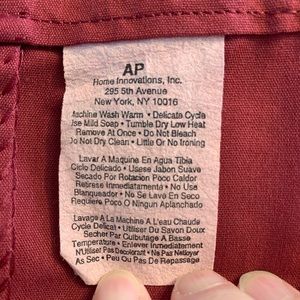 AP
Home Innovations, Inc.
295 5th Avenue
New York, NY 10016
Machine Wash Warm • Delicate Cycle
Use Mild Soap • Tumble Dry Low Heat
Remove At Once • Do Not Bleach
Do Not Dry Clean • Little Or No Ironing
Lavar A Maquina En Agua Tibia
Ciclo Delicado • Usese Jabon Suave
Secado Por Rotacion Poco Caldor
Retirese Inmediatamente • No Use
Blanqueador • No Se Lave En Seco
Requiere Poco O Ningun Aplanchado
Lavage A La Machine A L'eau Chaude
Cycle Delicat • Utiliser Du Savon Doux
Secher Par Culbutage A Basse
Temperature • Enlever Immediatement
N'Utiliser Pas Decolorant • Na Pas Nettoyer
As Sec • Peu Ou Pas De Repassage